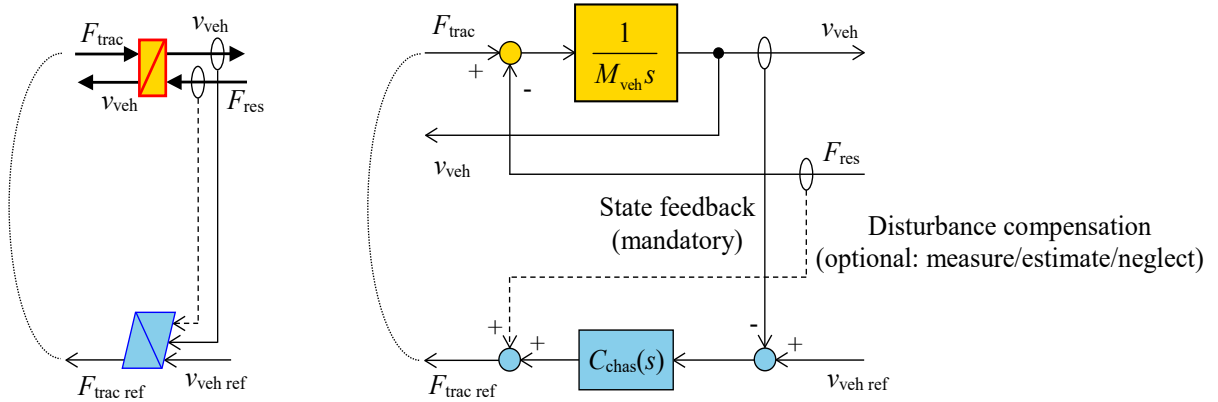 v_veh
F_trac
v_veh
F_res
F_trac ref
v_veh ref
F_trac
+
-
1
M_veh s
v_veh
v_veh
F_res
State feedback
(mandatory)
Disturbance compensation
(optional: measure/estimate/neglect)
+
+
C_chas(s)
-
+
F_trac ref
v_veh ref